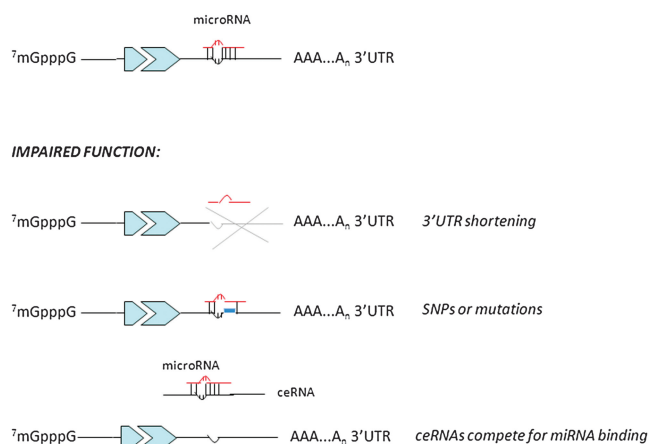 microRNA
⁷mGpppG AAA...Aₙ 3'UTR
IMPAIRED FUNCTION:
⁷mGpppG AAA...Aₙ 3'UTR 3'UTR shortening
⁷mGpppG AAA...Aₙ 3'UTR SNPs or mutations
microRNA
ceRNA
⁷mGpppG AAA...Aₙ 3'UTR ceRNAs compete for miRNA binding